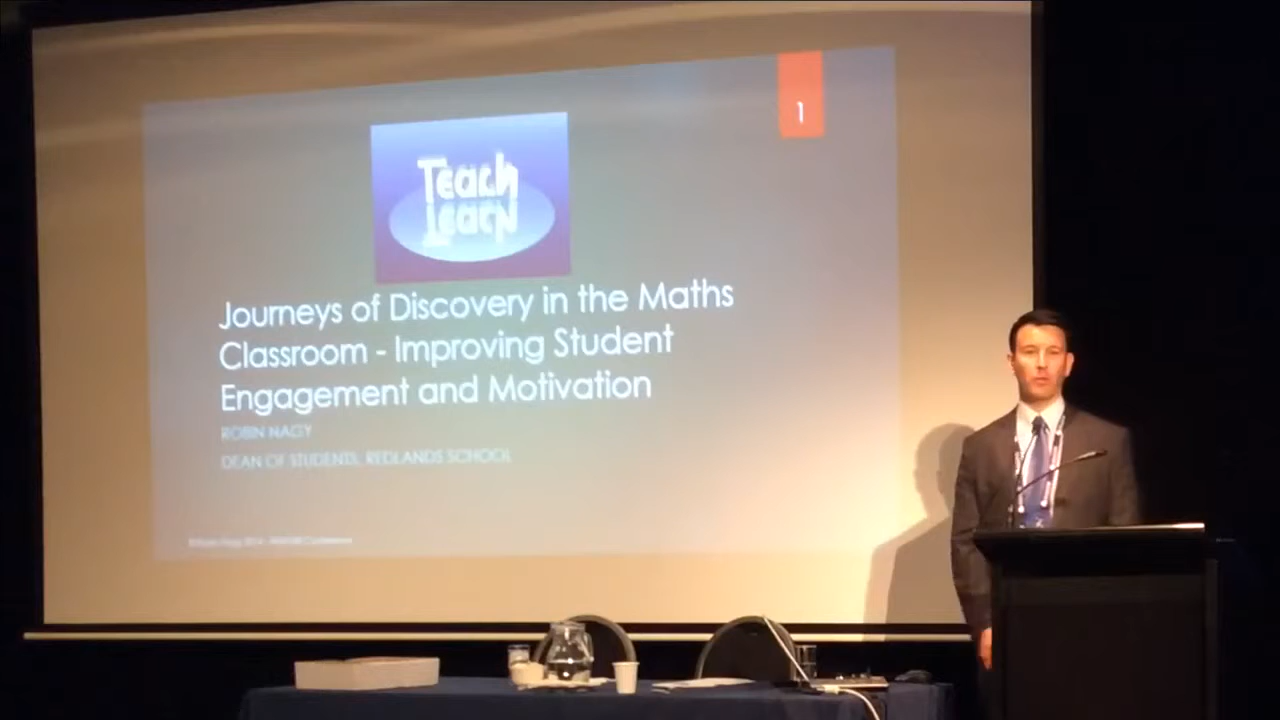 1
Teach
Learn
Journeys of Discovery in the Maths
Classroom - Improving Student
Engagement and Motivation
ROBIN NAGY
DEAN OF STUDENTS, REDLANDS SCHOOL